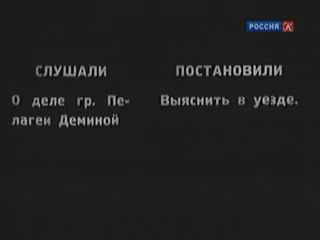 РОССИЯ К
СЛУШАЛИ
О деле гр. Пе-
лагеи Деминой
ПОСТАНОВИЛИ
Выяснить в уезде.